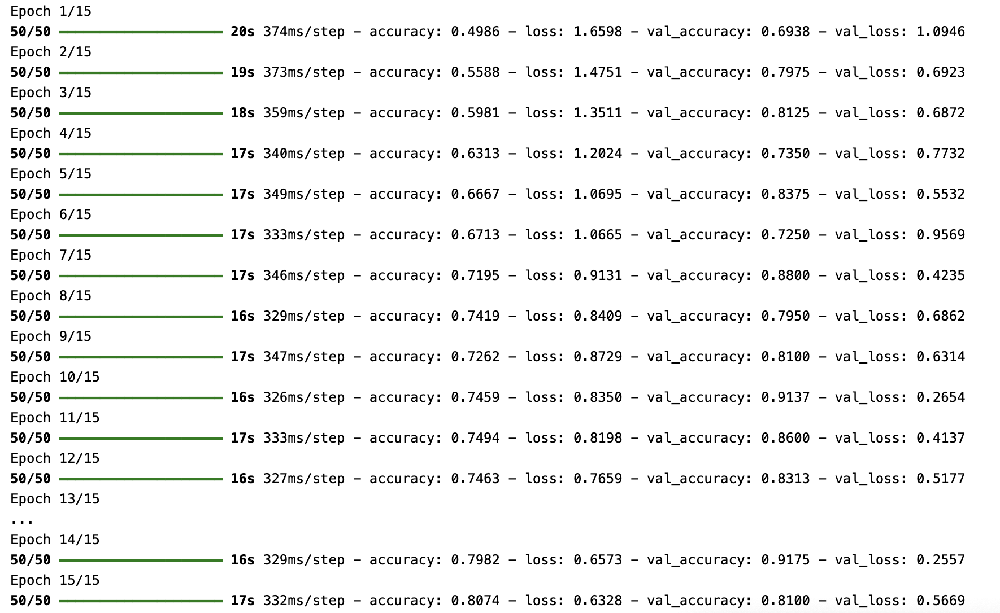 Epoch 1/15
50/50 20s 374ms/step - accuracy: 0.4986 - loss: 1.6598 - val_accuracy: 0.6938 - val_loss: 1.0946
Epoch 2/15
50/50 19s 373ms/step - accuracy: 0.5588 - loss: 1.4751 - val_accuracy: 0.7975 - val_loss: 0.6923
Epoch 3/15
50/50 18s 359ms/step - accuracy: 0.5981 - loss: 1.3511 - val_accuracy: 0.8125 - val_loss: 0.6872
Epoch 4/15
50/50 17s 340ms/step - accuracy: 0.6313 - loss: 1.2024 - val_accuracy: 0.7350 - val_loss: 0.7732
Epoch 5/15
50/50 17s 349ms/step - accuracy: 0.6667 - loss: 1.0695 - val_accuracy: 0.8375 - val_loss: 0.5532
Epoch 6/15
50/50 17s 333ms/step - accuracy: 0.6713 - loss: 1.0665 - val_accuracy: 0.7250 - val_loss: 0.9569
Epoch 7/15
50/50 17s 346ms/step - accuracy: 0.7195 - loss: 0.9131 - val_accuracy: 0.8800 - val_loss: 0.4235
Epoch 8/15
50/50 16s 329ms/step - accuracy: 0.7419 - loss: 0.8409 - val_accuracy: 0.7950 - val_loss: 0.6862
Epoch 9/15
50/50 17s 347ms/step - accuracy: 0.7262 - loss: 0.8729 - val_accuracy: 0.8100 - val_loss: 0.6314
Epoch 10/15
50/50 16s 326ms/step - accuracy: 0.7459 - loss: 0.8350 - val_accuracy: 0.9137 - val_loss: 0.2654
Epoch 11/15
50/50 17s 333ms/step - accuracy: 0.7494 - loss: 0.8198 - val_accuracy: 0.8600 - val_loss: 0.4137
Epoch 12/15
50/50 16s 327ms/step - accuracy: 0.7463 - loss: 0.7659 - val_accuracy: 0.8313 - val_loss: 0.5177
Epoch 13/15
...
Epoch 14/15
50/50 16s 329ms/step - accuracy: 0.7982 - loss: 0.6573 - val_accuracy: 0.9175 - val_loss: 0.2557
Epoch 15/15
50/50 17s 332ms/step - accuracy: 0.8074 - loss: 0.6328 - val_accuracy: 0.8100 - val_loss: 0.5669